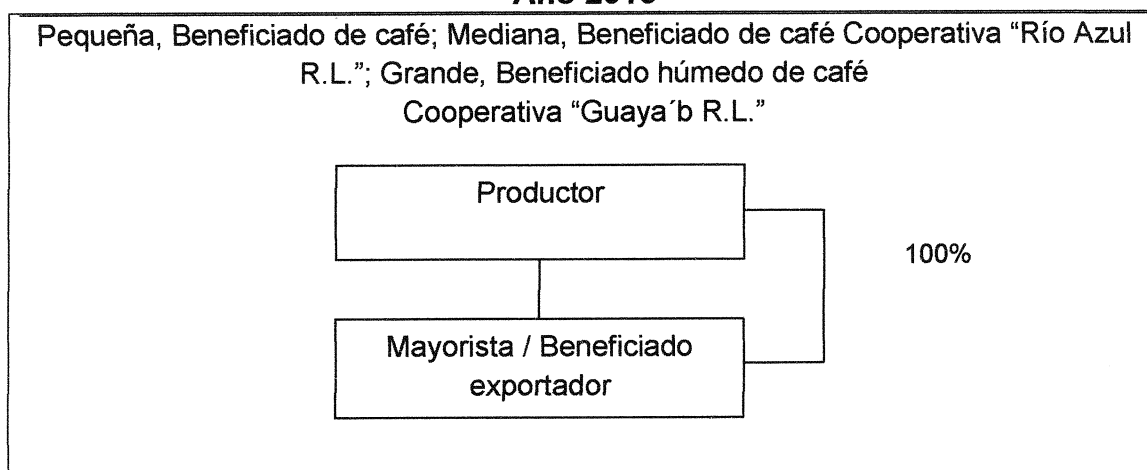 Pequeña, Beneficiado de café; Mediana, Beneficiado de café Cooperativa “Río Azul
R.L.”; Grande, Beneficiado húmedo de café
Cooperativa “Guaya´b R.L.”
Productor
100%
Mayorista / Beneficiado
exportador